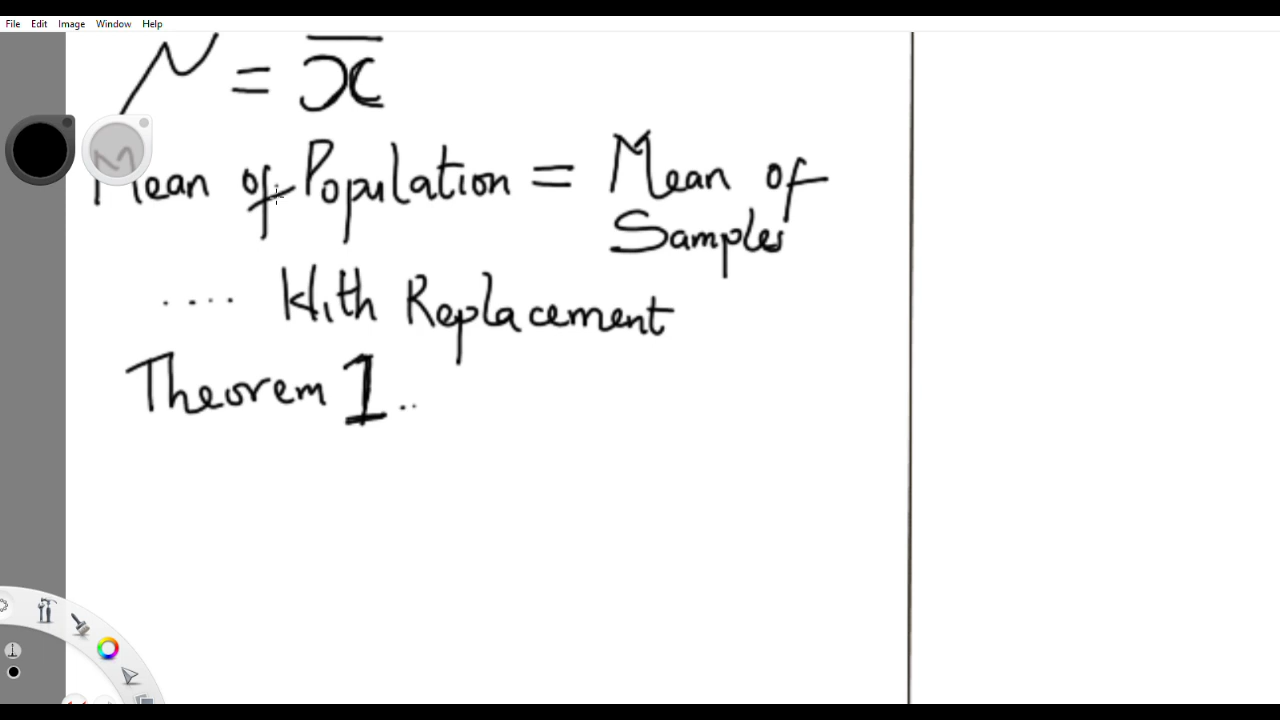 File Edit Image Window Help
μ = x̄
Mean of Population = Mean of
Samples
.... With Replacement
Theorem 1 ..